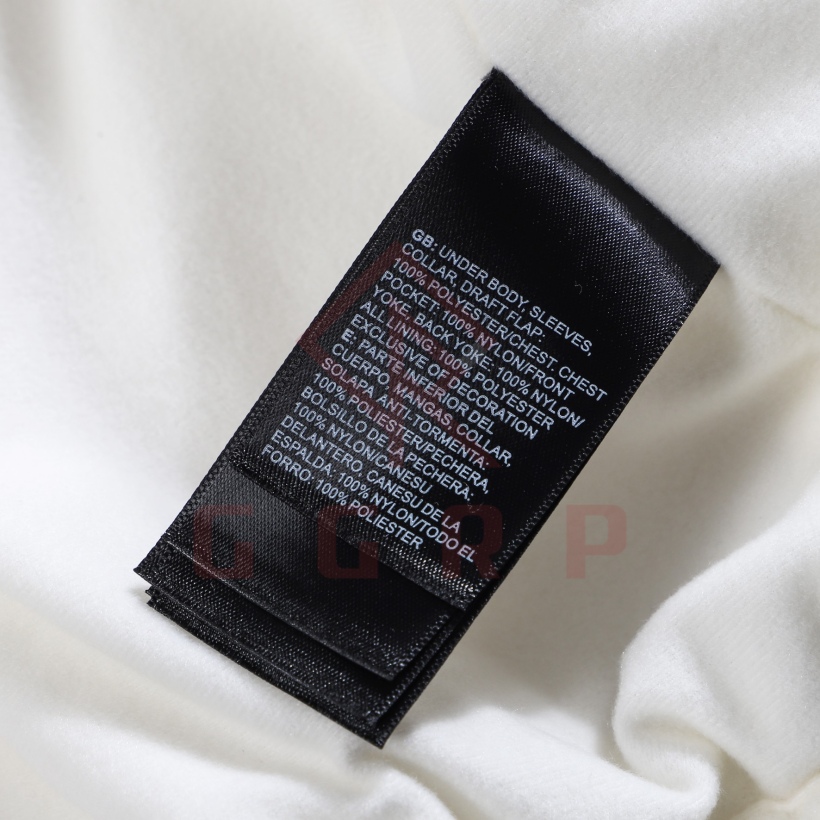 GB: UNDER BODY, SLEEVES,
COLLAR, DRAFT FLAP:
100% POLYESTER/CHEST, CHEST
POCKET: 100% NYLON/FRONT
YOKE, BACK YOKE: 100% NYLON/
ALL LINING: 100% POLYESTER
EXCLUSIVE OF DECORATION
E: PARTE INFERIOR DEL
CUERPO, MANGAS, COLLAR,
SOLAPA ANTI TORMENTA:
100% POLIESTER/PECHERA,
BOLSILLO DE LA PECHERA:
100% NYLON/CANESU
DELANTERO, CANESU DE LA
ESPALDA: 100% NYLON/TODO EL
FORRO: 100% POLIESTER
GGRP